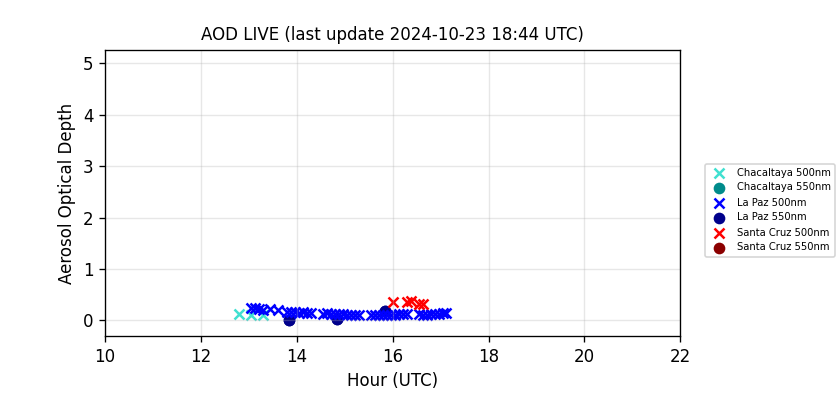 AOD LIVE (last update 2024-10-23 18:44 UTC)
5
4
3
2
1
0
Aerosol Optical Depth
10 12 14 16 18 20 22
Hour (UTC)
Chacaltaya 500nm
Chacaltaya 550nm
La Paz 500nm
La Paz 550nm
Santa Cruz 500nm
Santa Cruz 550nm